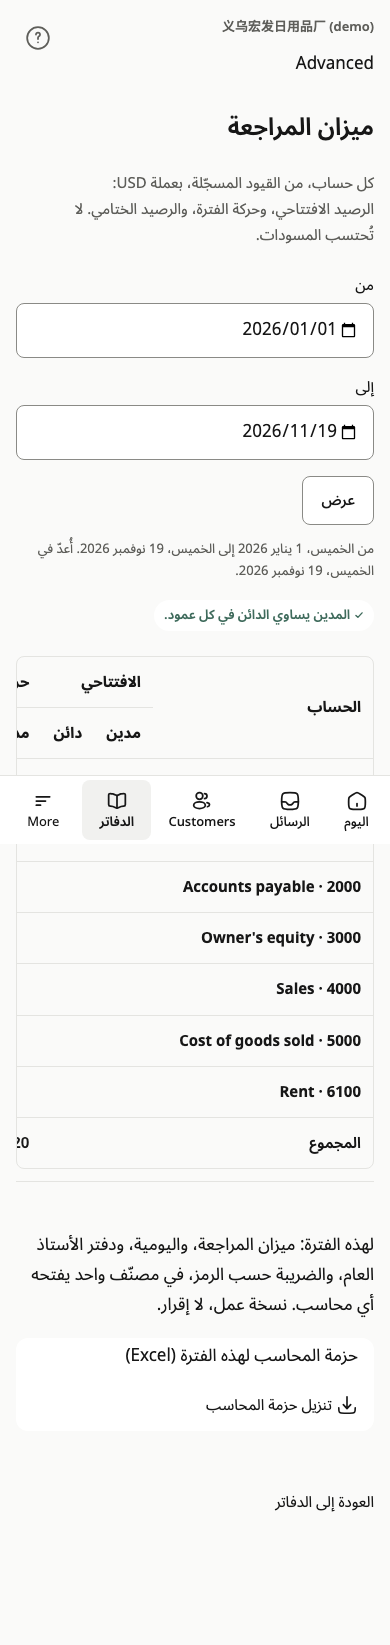 义乌宏发日用品厂 (demo)
Advanced
ميزان المراجعة
كل حساب، من القيود المسجّلة، بعملة USD:
الرصيد الافتتاحي، وحركة الفترة، والرصيد الختامي. لا
تُحتسب المسودات.
من
2026/01/01
إلى
2026/11/19
عرض
من الخميس، 1 يناير 2026 إلى الخميس، 19 نوفمبر 2026. أُعدّ في
الخميس، 19 نوفمبر 2026.
المدين يساوي الدائن في كل عمود.
الحساب الافتتاحي
مدين دائن
اليوم الرسائل Customers الدفاتر More
2000 · Accounts payable
3000 · Owner's equity
4000 · Sales
5000 · Cost of goods sold
6100 · Rent
المجموع
لهذه الفترة: ميزان المراجعة، واليومية، ودفتر الأستاذ
العام، والضريبة حسب الرمز، في مصنّف واحد يفتحه
أي محاسب. نسخة عمل، لا إقرار.
حزمة المحاسب لهذه الفترة (Excel)
تنزيل حزمة المحاسب
العودة إلى الدفاتر